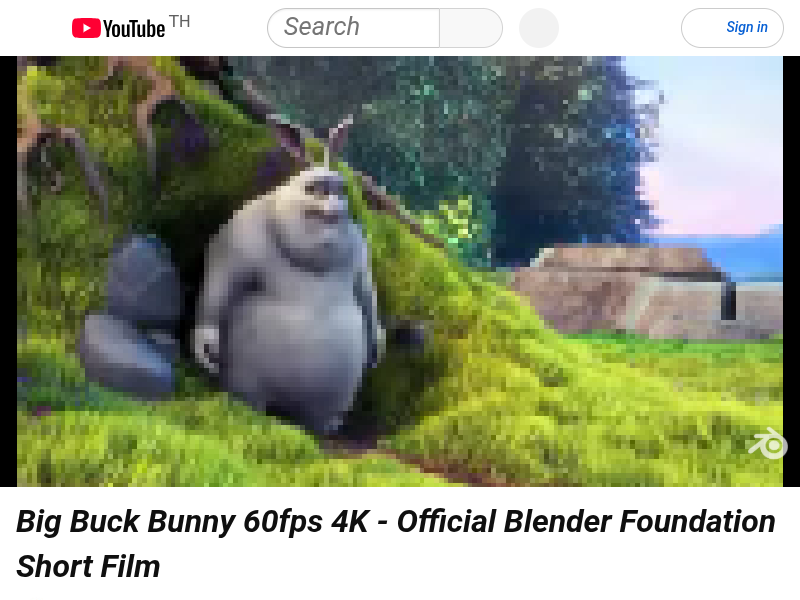 YouTube TH
Search
Sign in
Big Buck Bunny 60fps 4K - Official Blender Foundation
Short Film